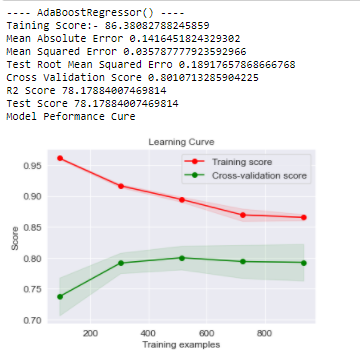 ---- AdaBoostRegressor() ----
Taining Score:- 86.38082788245859
Mean Absolute Error 0.1416451824329302
Mean Squared Error 0.035787777923592966
Test Root Mean Squared Erro 0.18917657868666768
Cross Validation Score 0.8010713285904225
R2 Score 78.17884007469814
Test Score 78.17884007469814
Model Peformance Cure
Learning Curve
Training score
Cross-validation score
0.95
0.90
0.85
0.80
0.75
0.70
Score
200
400
600
800
Training examples